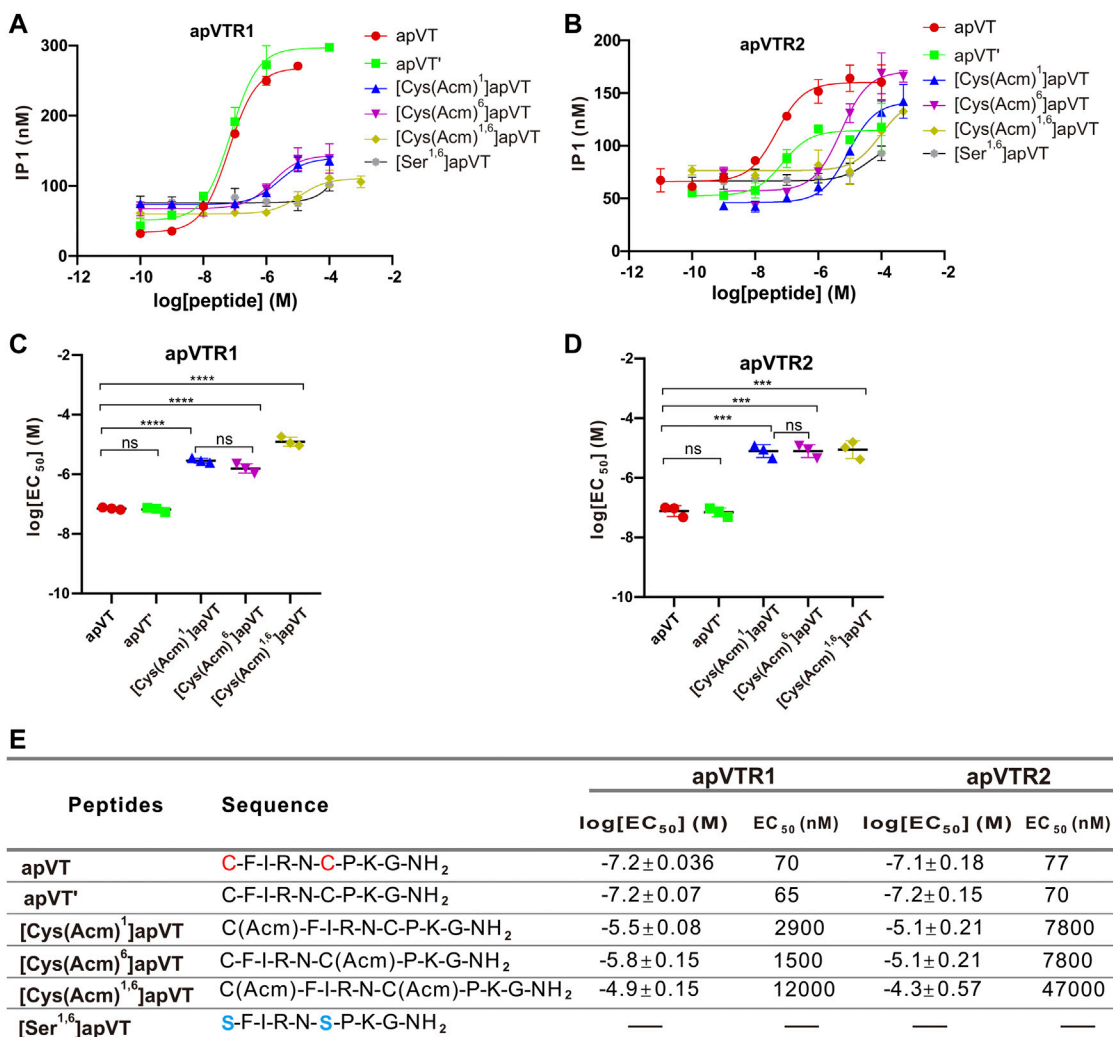 A
apVTR1
IP1 (nM)
300
200
100
0
-12 -10 -8 -6 -4 -2
log[peptide] (M)
apVT
apVT'
[Cys(Acm)¹]apVT
[Cys(Acm)⁶]apVT
[Cys(Acm)¹,⁶]apVT
[Ser¹,⁶]apVT
B
apVTR2
IP1 (nM)
200
150
100
50
0
-12 -10 -8 -6 -4 -2
log[peptide] (M)
apVT
apVT'
[Cys(Acm)¹]apVT
[Cys(Acm)⁶]apVT
[Cys(Acm)¹,⁶]apVT
[Ser¹,⁶]apVT
C
apVTR1
log[EC₅₀] (M)
-2
-4
-6
-8
-10
****
****
****
ns
ns
apVT
apVT'
[Cys(Acm)¹]apVT
[Cys(Acm)⁶]apVT
[Cys(Acm)¹,⁶]apVT
D
apVTR2
log[EC₅₀] (M)
-2
-4
-6
-8
-10
***
***
***
ns
ns
apVT
apVT'
[Cys(Acm)¹]apVT
[Cys(Acm)⁶]apVT
[Cys(Acm)¹,⁶]apVT
E
apVTR1 apVTR2
Peptides Sequence log[EC₅₀] (M) EC₅₀ (nM) log[EC₅₀] (M) EC₅₀ (nM)
apVT C-F-I-R-N-C-P-K-G-NH₂ -7.2±0.036 70 -7.1±0.18 77
apVT' C-F-I-R-N-C-P-K-G-NH₂ -7.2±0.07 65 -7.2±0.15 70
[Cys(Acm)¹]apVT C(Acm)-F-I-R-N-C-P-K-G-NH₂ -5.5±0.08 2900 -5.1±0.21 7800
[Cys(Acm)⁶]apVT C-F-I-R-N-C(Acm)-P-K-G-NH₂ -5.8±0.15 1500 -5.1±0.21 7800
[Cys(Acm)¹,⁶]apVT C(Acm)-F-I-R-N-C(Acm)-P-K-G-NH₂ -4.9±0.15 12000 -4.3±0.57 47000
[Ser¹,⁶]apVT S-F-I-R-N-S-P-K-G-NH₂ — — — —